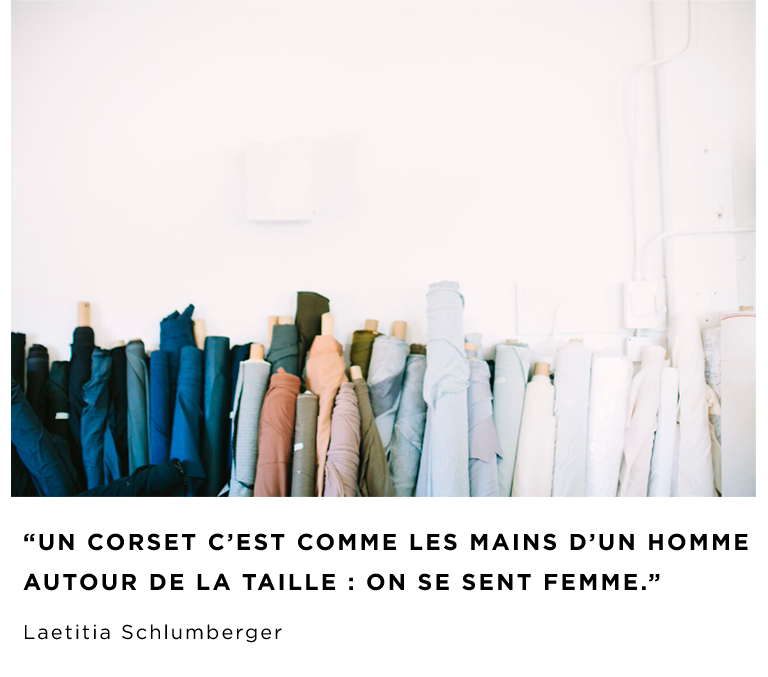 “UN CORSET C’EST COMME LES MAINS D’UN HOMME
AUTOUR DE LA TAILLE : ON SE SENT FEMME.”
Laetitia Schlumberger